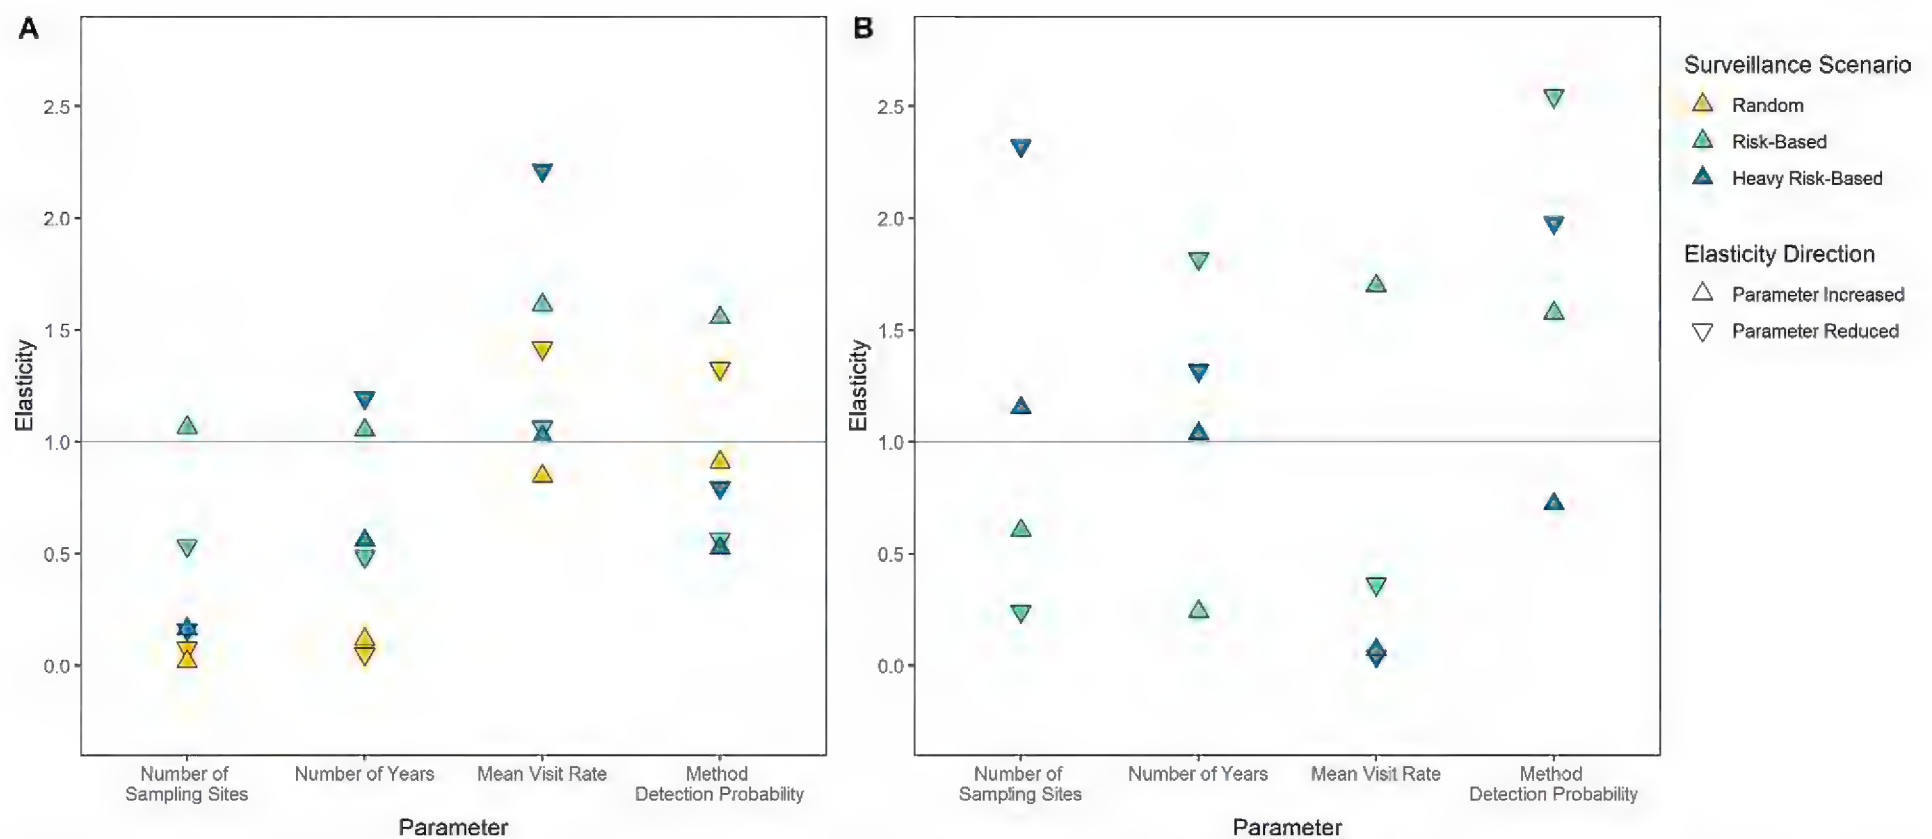 A
Elasticity
2.5
2.0
1.5
1.0
0.5
0.0
Number of
Sampling Sites
Number of Years
Mean Visit Rate
Method
Detection Probability
Parameter
B
Elasticity
2.5
2.0
1.5
1.0
0.5
0.0
Number of
Sampling Sites
Number of Years
Mean Visit Rate
Method
Detection Probability
Parameter
Surveillance Scenario
Random
Risk-Based
Heavy Risk-Based
Elasticity Direction
Parameter Increased
Parameter Reduced